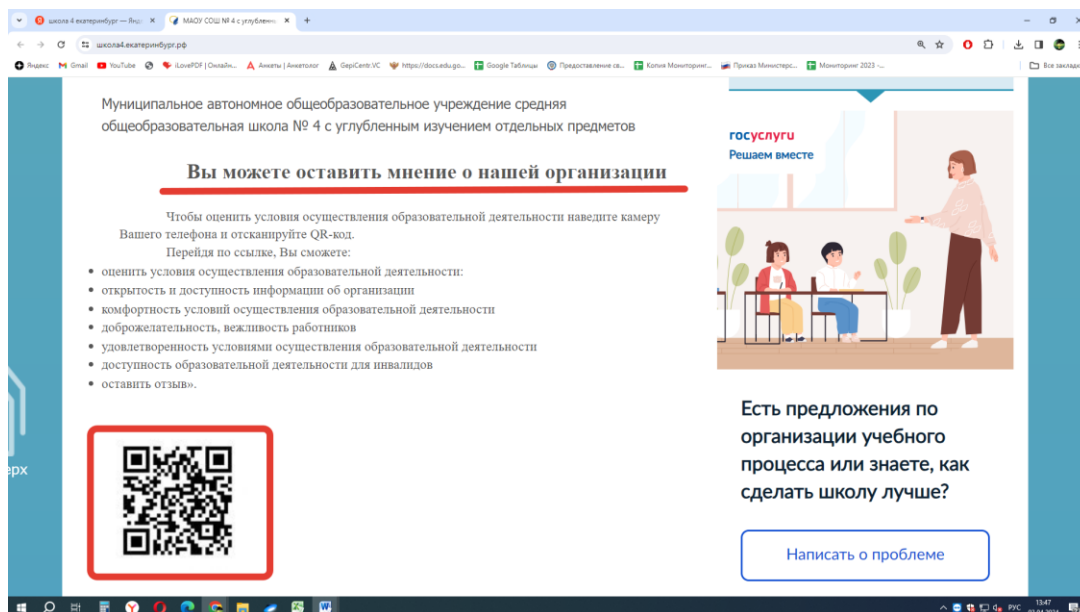 школа 4 екатеринбург — Янд
МАОУ СОШ № 4 с углубленн
школа4.екатеринбург.рф
Яндекс
Gmail
YouTube
iLovePDF | Онлайн...
Анкеты | Анкетолог
GepiCentr.VC
https://docs.edu.go...
Google Таблицы
Предоставление св...
Копия Мониторинг...
Приказ Министерс...
Мониторинг 2023 -...
Все закладки
Муниципальное автономное общеобразовательное учреждение средняя
общеобразовательная школа № 4 с углубленным изучением отдельных предметов
Вы можете оставить мнение о нашей организации
Чтобы оценить условия осуществления образовательной деятельности наведите камеру
Вашего телефона и отсканируйте QR-код.
Перейдя по ссылке, Вы сможете:
• оценить условия осуществления образовательной деятельности:
• открытость и доступность информации об организации
• комфортность условий осуществления образовательной деятельности
• доброжелательность, вежливость работников
• удовлетворенность условиями осуществления образовательной деятельности
• доступность образовательной деятельности для инвалидов
• оставить отзыв».
ерх
госуслуги
Решаем вместе
Есть предложения по
организации учебного
процесса или знаете, как
сделать школу лучше?
Написать о проблеме
РУС
13:47